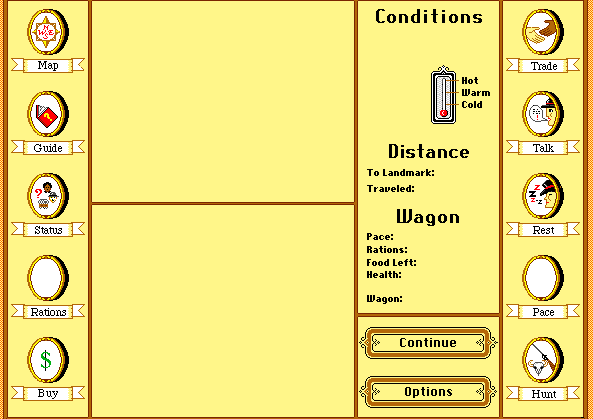 Map
Guide
Status
Rations
Buy
Conditions
Hot
Warm
Cold
Distance
To Landmark:
Traveled:
Wagon
Pace:
Rations:
Food Left:
Health:
Wagon:
Continue
Options
Trade
Talk
Rest
Pace
Hunt